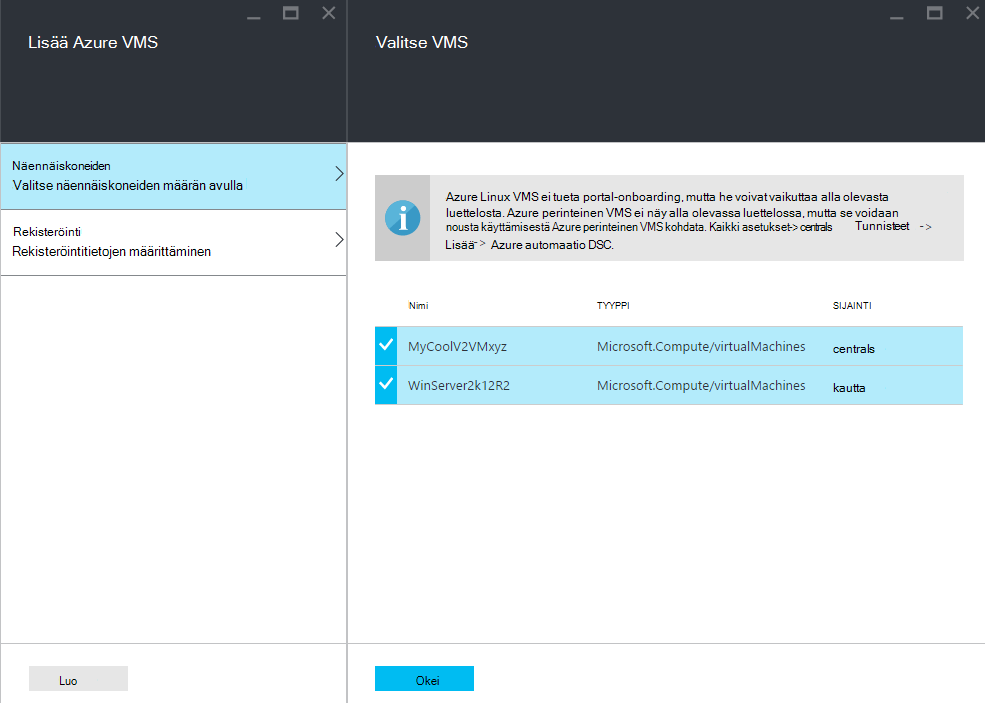 Lisää Azure VMS
Valitse VMS
Näennäiskoneiden
Valitse näennäiskoneiden määrän avulla
Rekisteröinti
Rekisteröintitietojen määrittäminen
Azure Linux VMS ei tueta portal-onboarding, mutta he voivat vaikuttaa alla olevasta
luettelosta. Azure perinteinen VMS ei näy alla olevassa luettelossa, mutta se voidaan
nousta käyttämisestä Azure perinteinen VMS kohdata. Kaikki asetukset-> centrals Tunnisteet ->
Lisää-> Azure automaatio DSC.
Nimi TYYPPI SIJAINTI
MyCoolV2VMxyz Microsoft.Compute/virtualMachines centrals
WinServer2k12R2 Microsoft.Compute/virtualMachines kautta
Luo
Okei